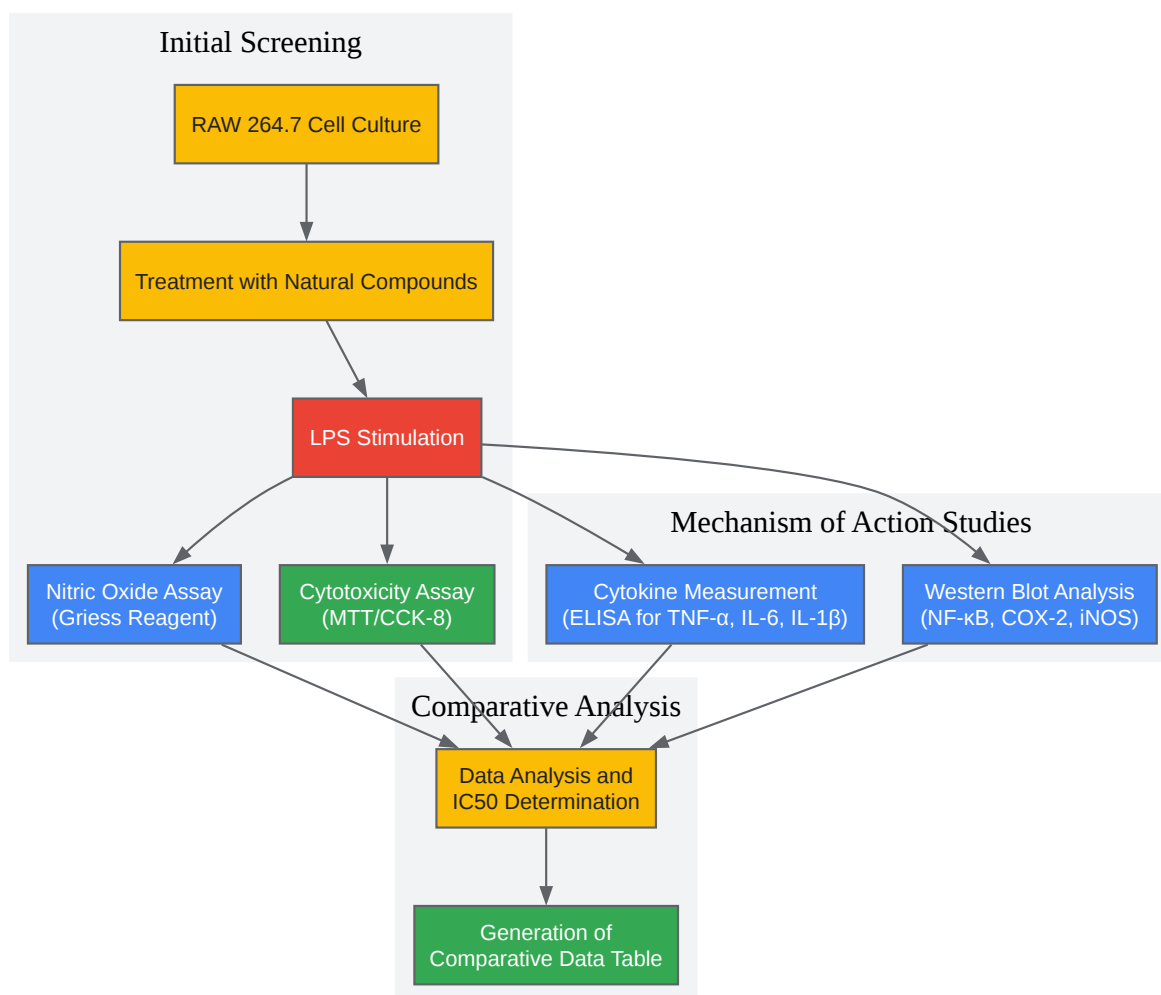 Initial Screening
RAW 264.7 Cell Culture
Treatment with Natural Compounds
LPS Stimulation
Mechanism of Action Studies
Nitric Oxide Assay
(Griess Reagent)
Cytotoxicity Assay
(MTT/CCK-8)
Cytokine Measurement
(ELISA for TNF-α, IL-6, IL-1β)
Western Blot Analysis
(NF-κB, COX-2, iNOS)
Comparative Analysis
Data Analysis and
IC50 Determination
Generation of
Comparative Data Table